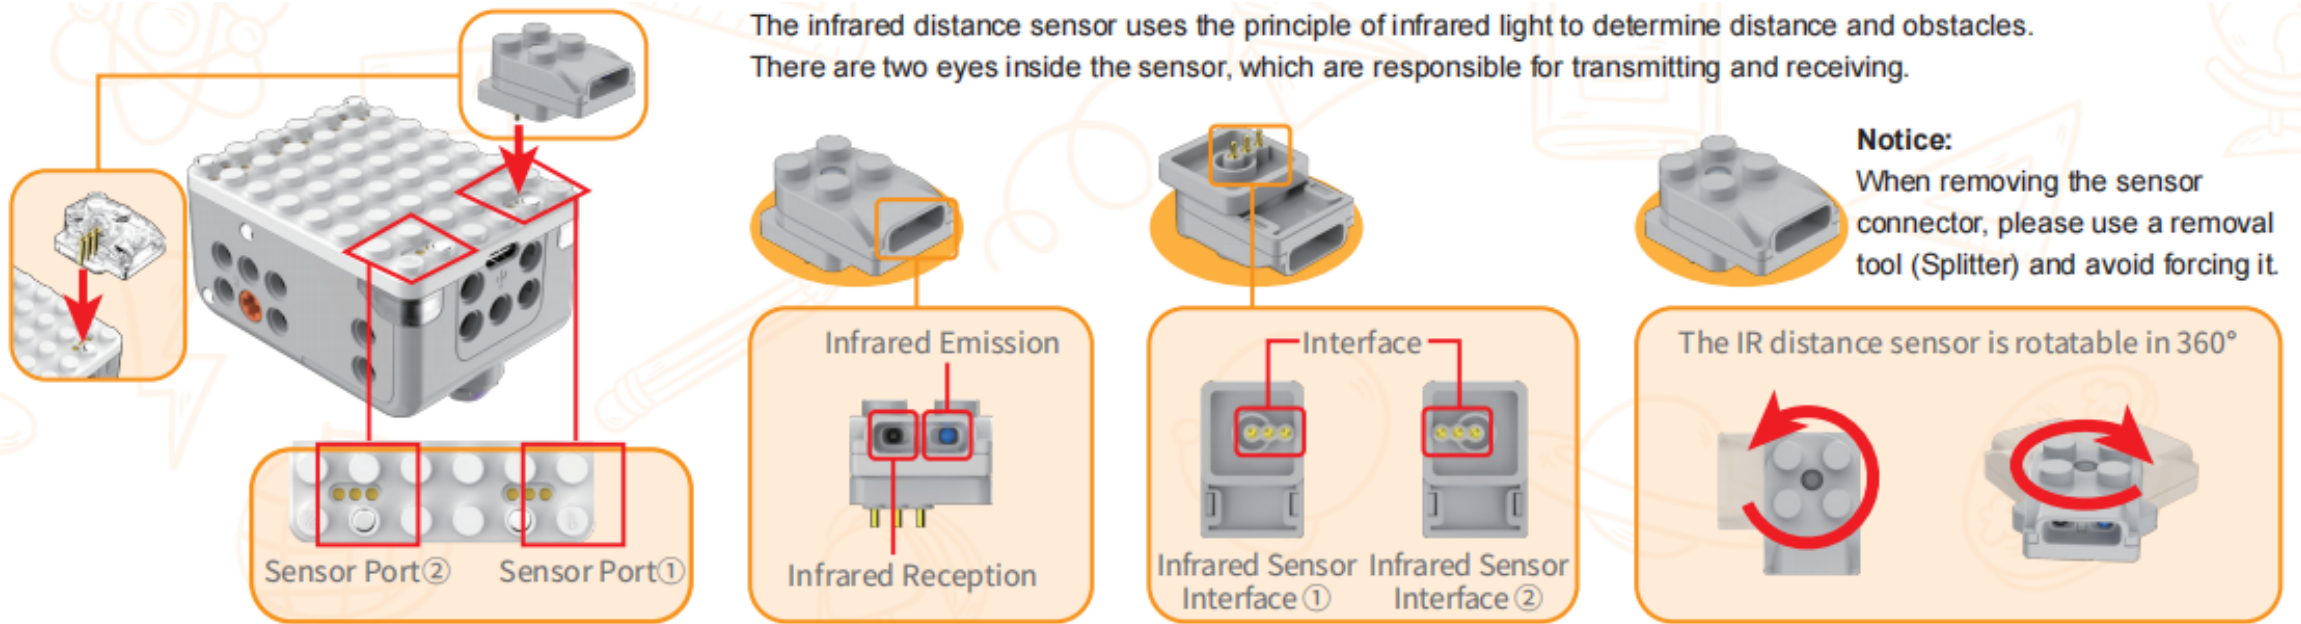 The infrared distance sensor uses the principle of infrared light to determine distance and obstacles.
There are two eyes inside the sensor, which are responsible for transmitting and receiving.
Notice:
When removing the sensor
connector, please use a removal
tool (Splitter) and avoid forcing it.
Sensor Port②
Sensor Port①
Infrared Emission
Infrared Reception
Interface
Infrared Sensor
Interface ①
Infrared Sensor
Interface ②
The IR distance sensor is rotatable in 360°